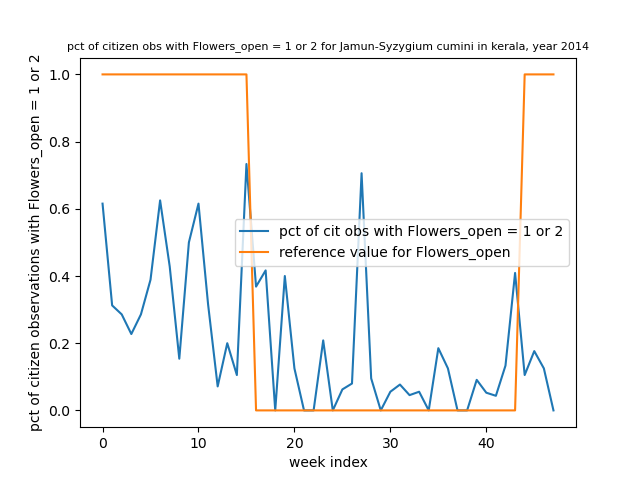 pct of citizen obs with Flowers_open = 1 or 2 for Jamun-Syzygium cumini in kerala, year 2014
pct of citizen observations with Flowers_open = 1 or 2
1.0
0.8
0.6
0.4
0.2
0.0
pct of cit obs with Flowers_open = 1 or 2
reference value for Flowers_open
0 10 20 30 40
week index